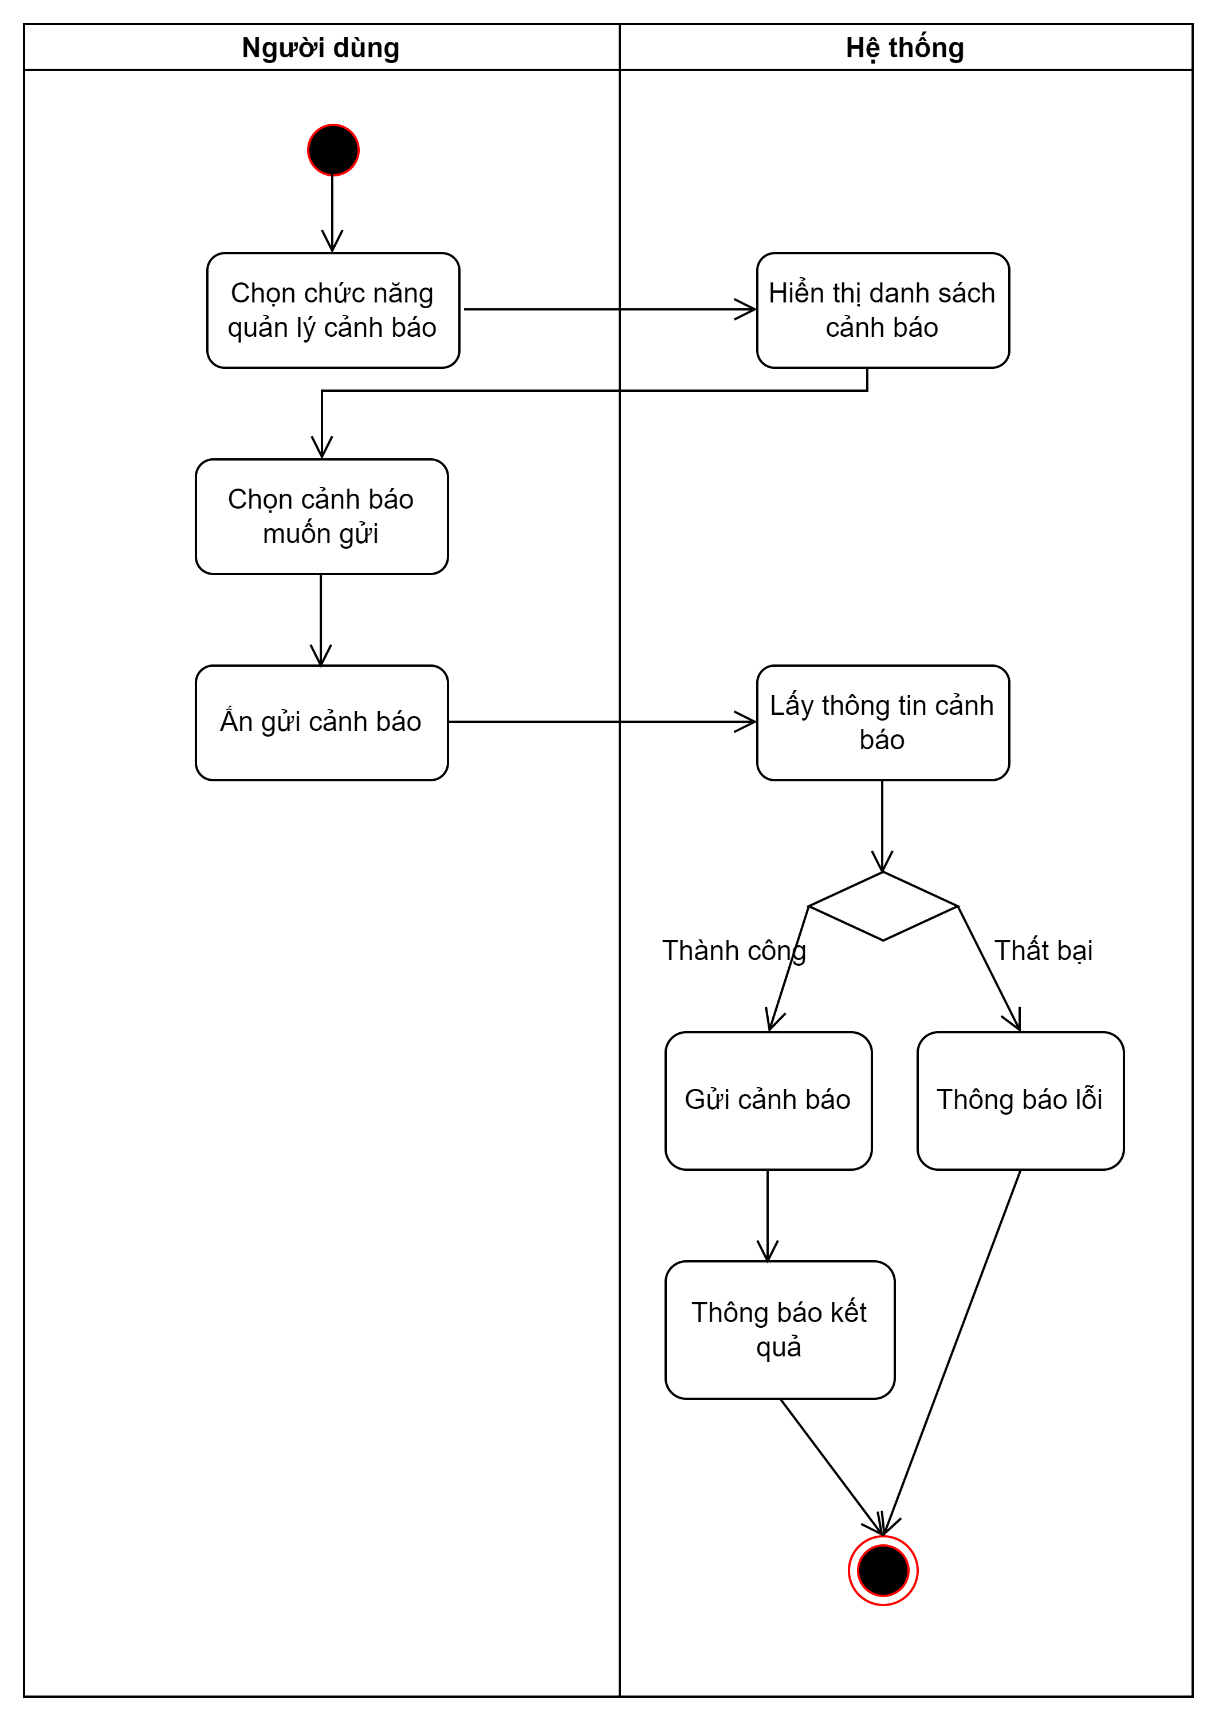 Người dùng
Hệ thống
Chọn chức năng
quản lý cảnh báo
Hiển thị danh sách
cảnh báo
Chọn cảnh báo
muốn gửi
Ấn gửi cảnh báo
Lấy thông tin cảnh
báo
Thành công
Thất bại
Gửi cảnh báo
Thông báo lỗi
Thông báo kết
quả